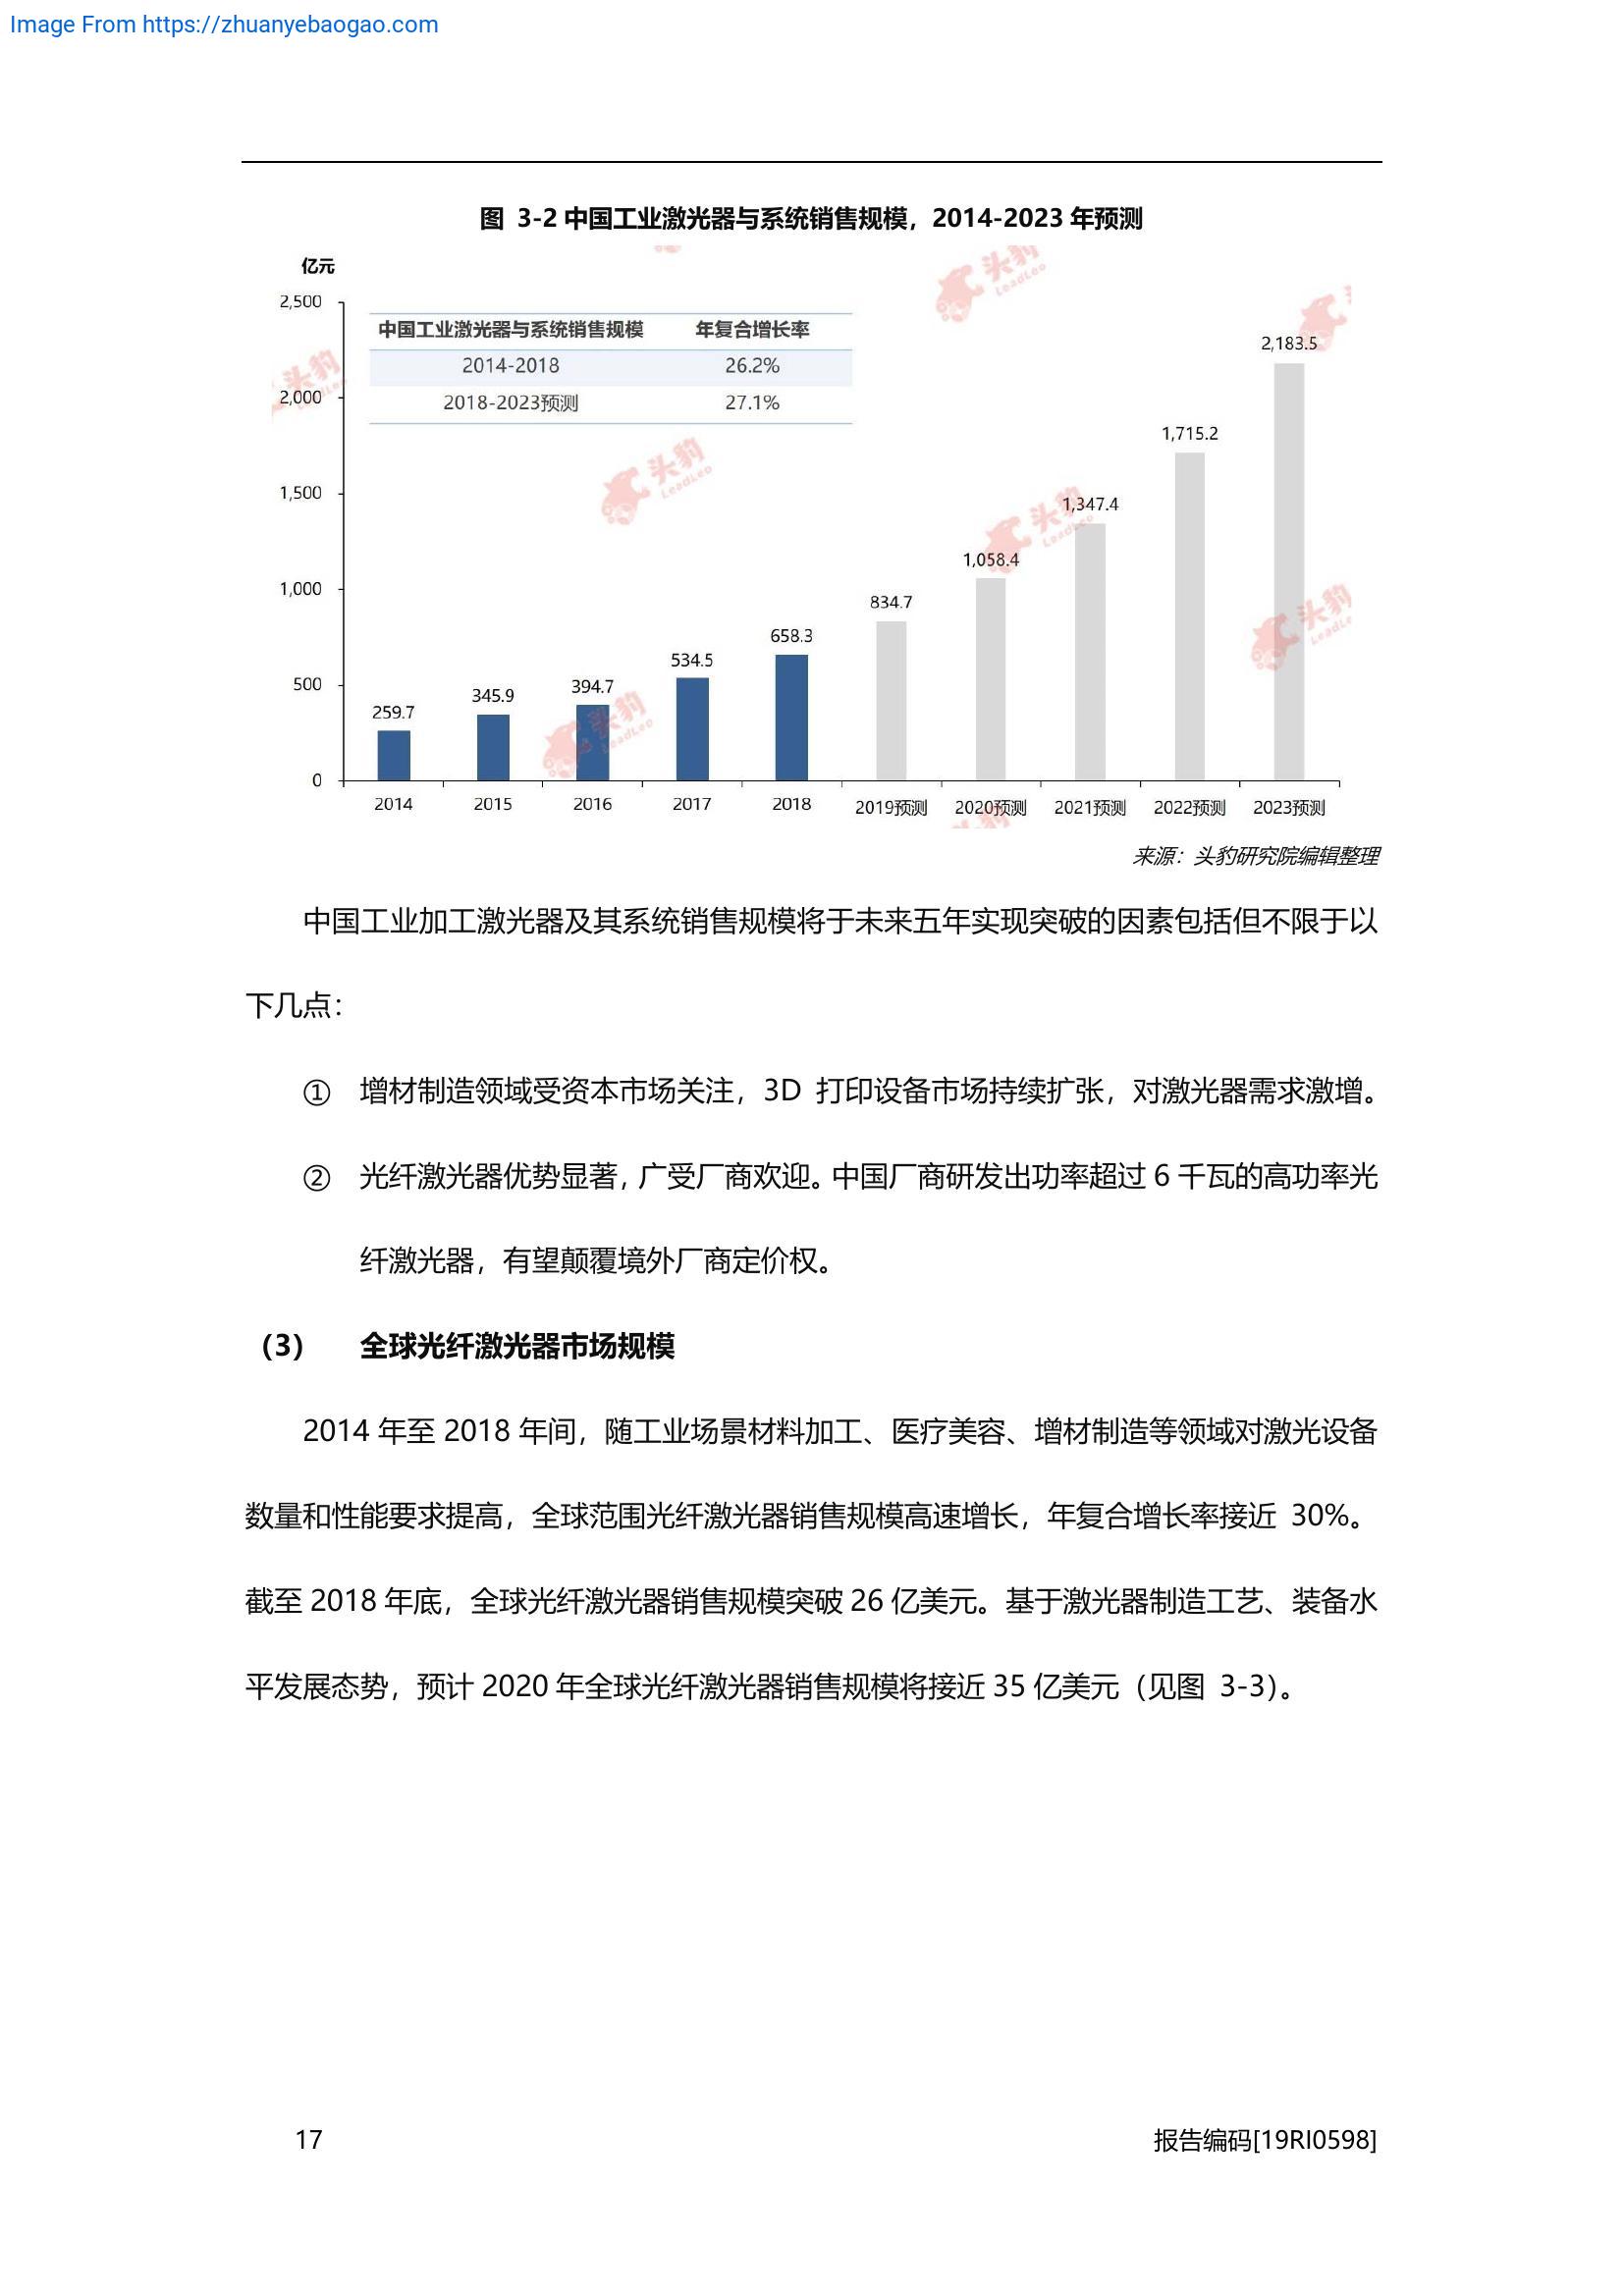 Image From https://zhuanyebaogao.com
图 3-2 中国工业激光器与系统销售规模，2014-2023 年预测
亿元
2,500
2,000
1,500
1,000
500
0
中国工业激光器与系统销售规模 年复合增长率
2014-2018 26.2%
2018-2023预测 27.1%
259.7
345.9
394.7
534.5
658.3
834.7
1,058.4
1,347.4
1,715.2
2,183.5
2014 2015 2016 2017 2018 2019预测 2020预测 2021预测 2022预测 2023预测
头豹
LeadLeo
头豹
LeadLeo
头豹
LeadLeo
头豹
LeadLeo
头豹
LeadLeo
来源：头豹研究院编辑整理
中国工业加工激光器及其系统销售规模将于未来五年实现突破的因素包括但不限于以
下几点：
① 增材制造领域受资本市场关注，3D 打印设备市场持续扩张，对激光器需求激增。
② 光纤激光器优势显著，广受厂商欢迎。中国厂商研发出功率超过 6 千瓦的高功率光
纤激光器，有望颠覆境外厂商定价权。
（3） 全球光纤激光器市场规模
2014 年至 2018 年间，随工业场景材料加工、医疗美容、增材制造等领域对激光设备
数量和性能要求提高，全球范围光纤激光器销售规模高速增长，年复合增长率接近 30%。
截至 2018 年底，全球光纤激光器销售规模突破 26 亿美元。基于激光器制造工艺、装备水
平发展态势，预计 2020 年全球光纤激光器销售规模将接近 35 亿美元（见图 3-3）。
17
报告编码[19RI0598]